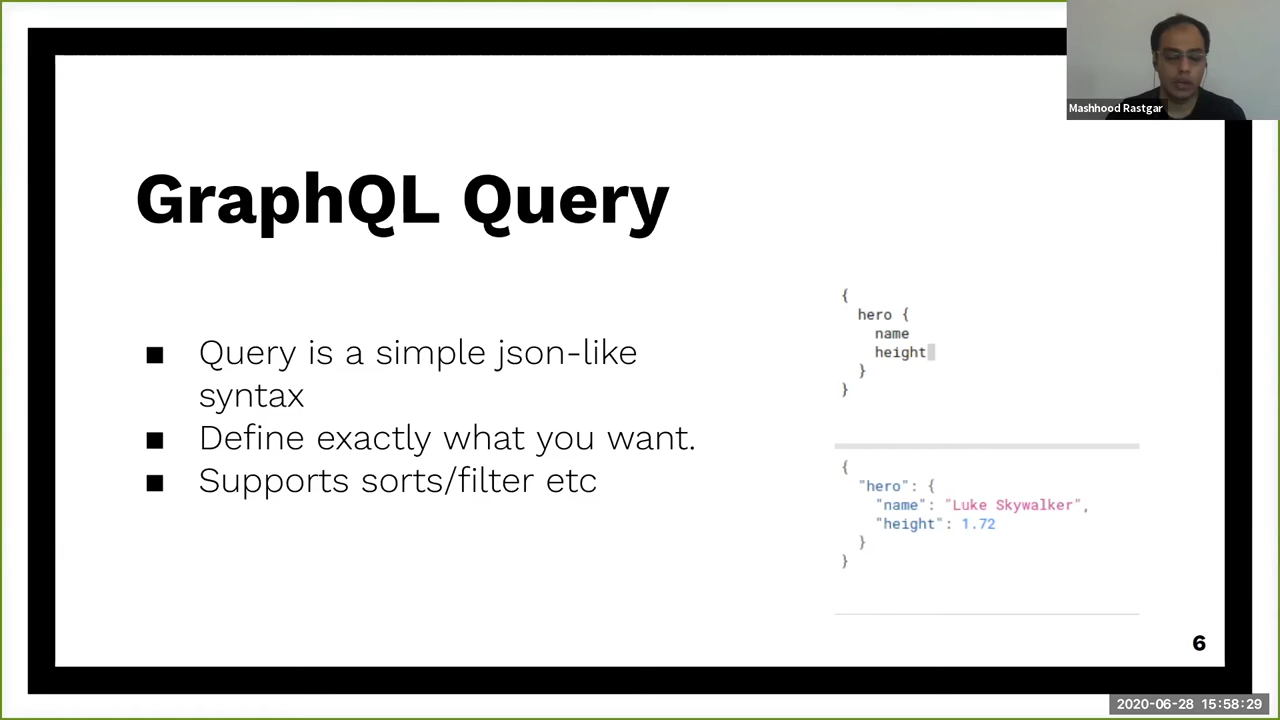 Mashhood Rastgar
GraphQL Query
■ Query is a simple json-like
syntax
■ Define exactly what you want.
■ Supports sorts/filter etc
{
  hero {
    name
    height
  }
}
{
  "hero": {
    "name": "Luke Skywalker",
    "height": 1.72
  }
}
6
2020-06-28 15:58:29